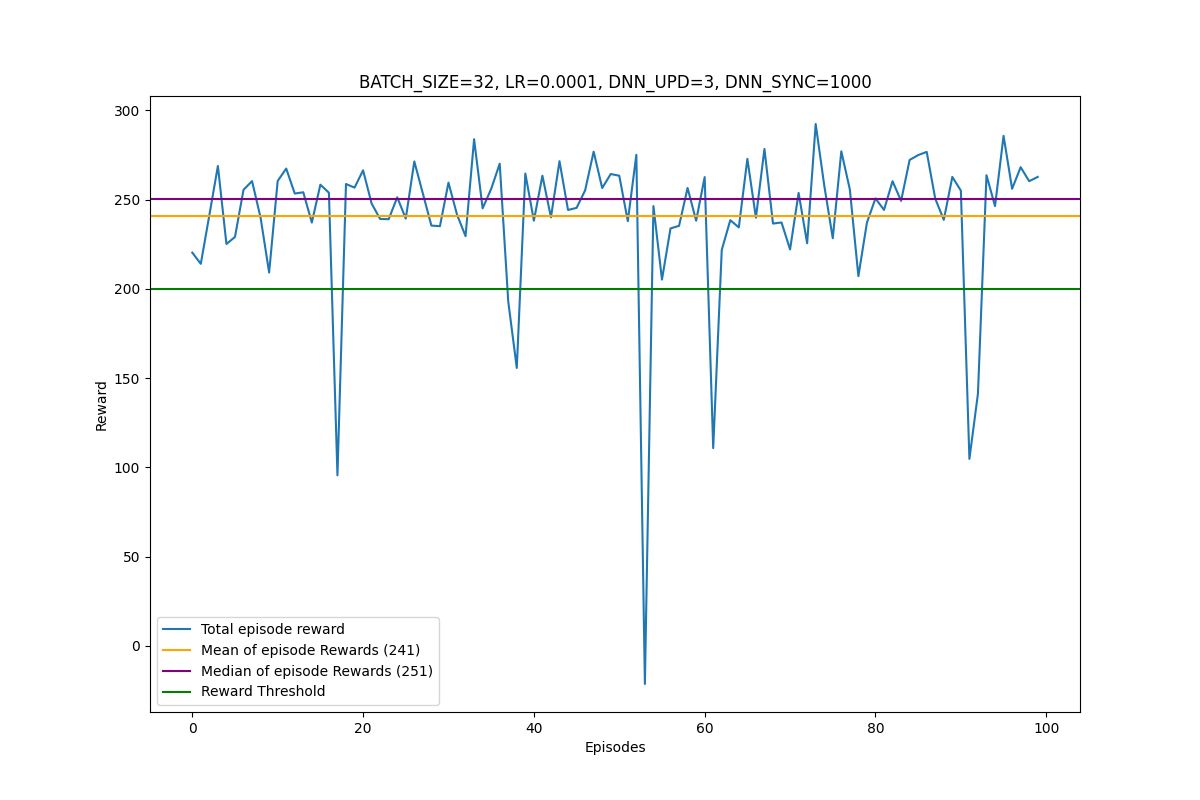 BATCH_SIZE=32, LR=0.0001, DNN_UPD=3, DNN_SYNC=1000
300
250
200
150
100
50
0
Reward
Total episode reward
Mean of episode Rewards (241)
Median of episode Rewards (251)
Reward Threshold
0 20 40 60 80 100
Episodes